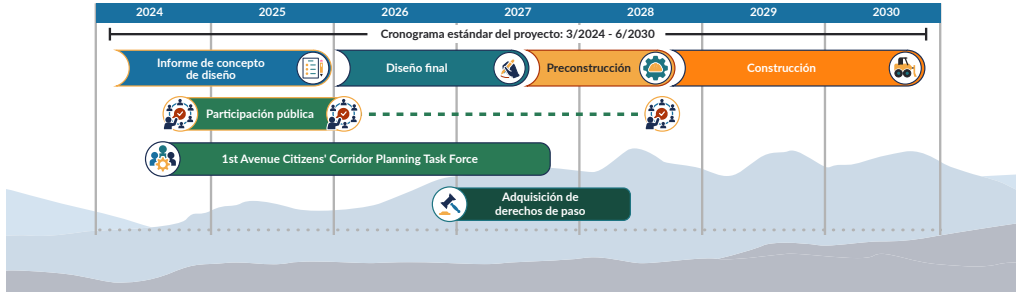 2024 2025 2026 2027 2028 2029 2030
Cronograma estándar del proyecto: 3/2024 - 6/2030
Informe de concepto
de diseño
Diseño final
Preconstrucción
Construcción
Participación pública
1st Avenue Citizens' Corridor Planning Task Force
Adquisición de
derechos de paso